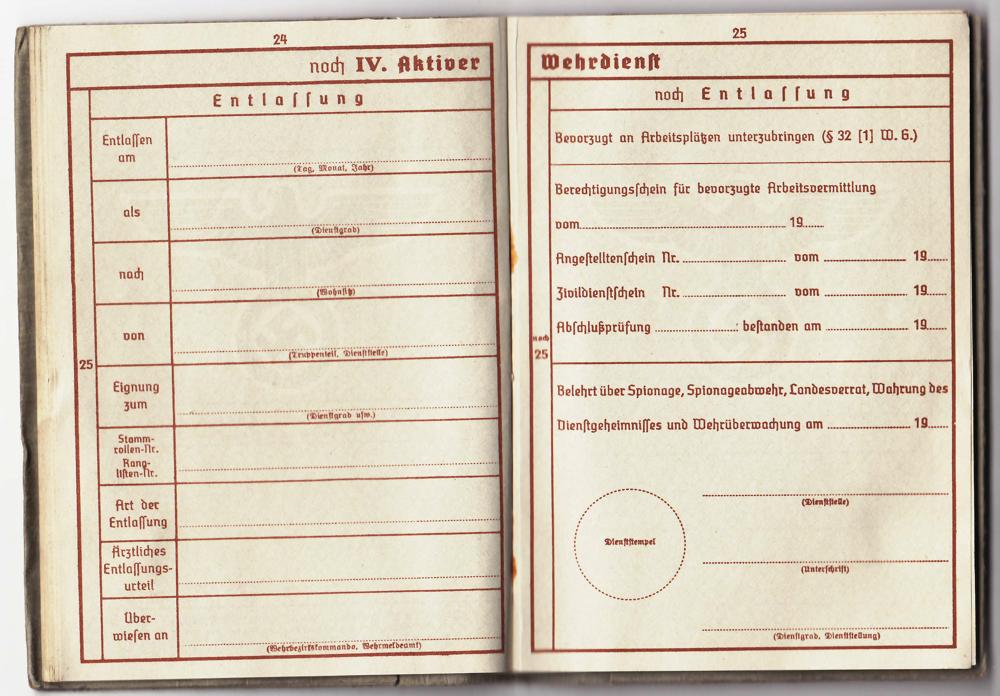 24
noch IV. Aktiver
Entlassung
Entlassen
am
(Tag, Monat, Jahr)
als
(Dienstgrad)
nach
(Wohnsitz)
von
(Truppenteil, Dienststelle)
25
Eignung
zum
(Dienstgrad usw.)
Stamm-
rollen-Nr.
Rang-
listen-Nr.
Art der
Entlassung
Ärztliches
Entlassungs-
urteil
Über-
wiesen an
(Wehrbezirkskommando, Wehrmeldeamt)
25
Wehrdienst
noch Entlassung
Bevorzugt an Arbeitsplätzen unterzubringen (§ 32 [1] W. G.)
Berechtigungsschein für bevorzugte Arbeitsvermittlung
vom 19
Angestelltenschein Nr. vom 19
Zivildienstschein Nr. vom 19
Abschlußprüfung : bestanden am 19
noch
25
Belehrt über Spionage, Spionageabwehr, Landesverrat, Wahrung des
Dienstgeheimnisses und Wehrüberwachung am 19
(Dienststelle)
Dienststempel
(Unterschrift)
(Dienstgrad, Dienststellung)